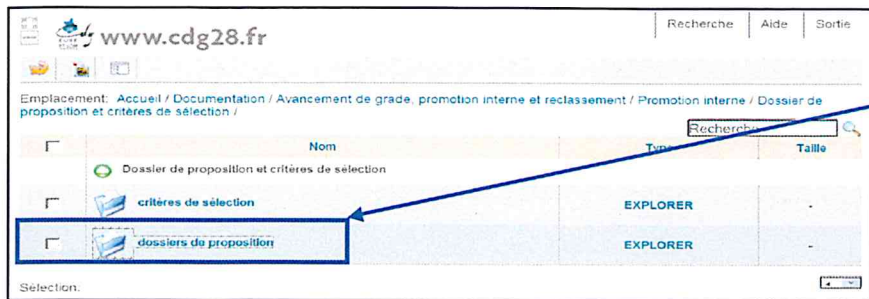 www.cdg28.fr
Recherche Aide Sortie
Emplacement: Accueil / Documentation / Avancement de grade, promotion interne et reclassement / Promotion interne / Dossier de
proposition et critères de sélection /
Recherche
Nom Type Taille
Dossier de proposition et critères de sélection
critères de sélection EXPLORER -
dossiers de proposition EXPLORER -
Sélection: